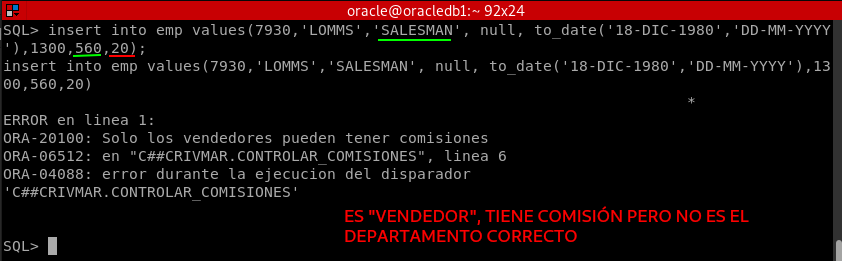 oracle@oracledb1:~ 92x24
SQL> insert into emp values(7930,'LOMMS','SALESMAN', null, to_date('18-DIC-1980','DD-MM-YYYY
'),1300,560,20);
insert into emp values(7930,'LOMMS','SALESMAN', null, to_date('18-DIC-1980','DD-MM-YYYY'),13
00,560,20)
*
ERROR en linea 1:
ORA-20100: Solo los vendedores pueden tener comisiones
ORA-06512: en "C##CRIVMAR.CONTROLAR_COMISIONES", linea 6
ORA-04088: error durante la ejecucion del disparador
'C##CRIVMAR.CONTROLAR_COMISIONES'
ES "VENDEDOR", TIENE COMISIÓN PERO NO ES EL
DEPARTAMENTO CORRECTO
SQL>